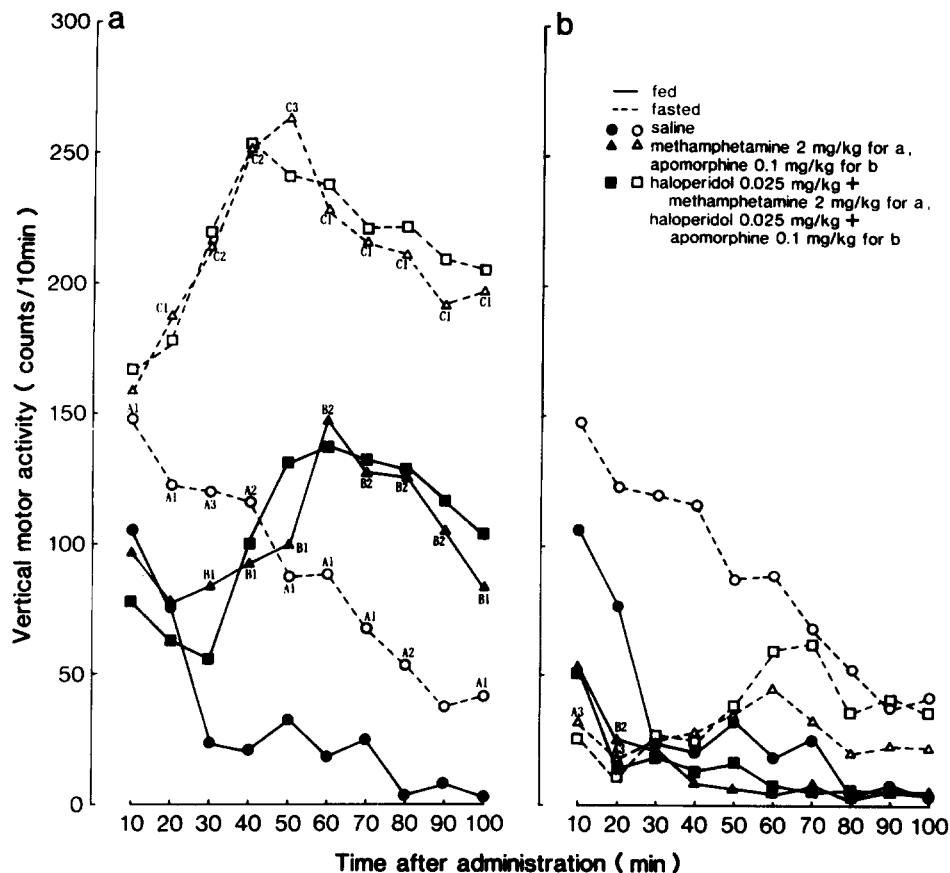 a
b
300
250
200
150
100
50
0
Vertical motor activity ( counts/10min )
fed
fasted
saline
methamphetamine 2 mg/kg for a ,
apomorphine 0.1 mg/kg for b
haloperidol 0.025 mg/kg +
methamphetamine 2 mg/kg for a ,
haloperidol 0.025 mg/kg +
apomorphine 0.1 mg/kg for b
C3
C2
C1
C2
C1
C1
C1
C1
C1
A1
A1
A3
A2
A1
A1
A1
A2
A1
B1
B1
B1
B2
B2
B2
B2
B1
A3
B2
10 20 30 40 50 60 70 80 90 100
10 20 30 40 50 60 70 80 90 100
Time after administration ( min )